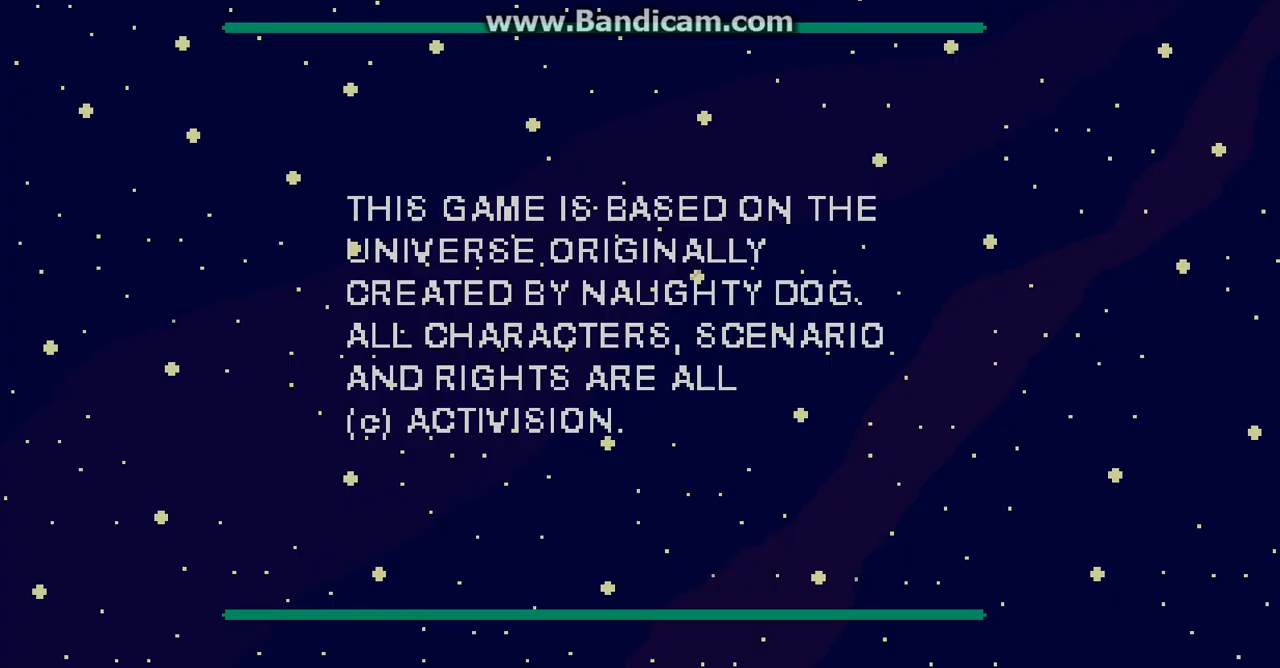 www.Bandicam.com
THIS GAME IS BASED ON THE
UNIVERSE ORIGINALLY
CREATED BY NAUGHTY DOG.
ALL CHARACTERS, SCENARIO
AND RIGHTS ARE ALL
(c) ACTIVISION.